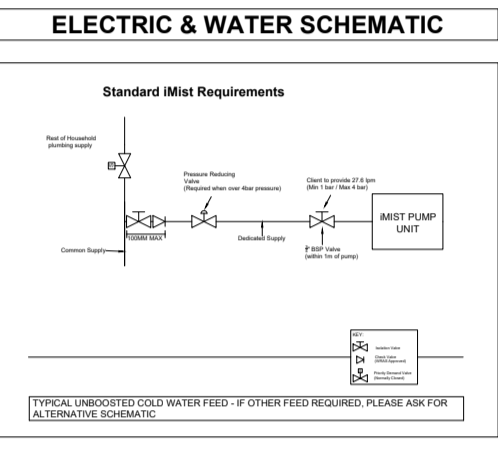 ELECTRIC & WATER SCHEMATIC
Standard iMist Requirements
Rest of Household
plumbing supply
Pressure Reducing
Valve
(Required when over 4bar pressure)
Client to provide 27.6 lpm
(Min 1 bar / Max 4 bar)
iMIST PUMP
UNIT
100MM MAX
Dedicated Supply
Common Supply
BSP Valve
(within 1m of pump)
KEY:
Isolation Valve
Check Valve
(WRAS Approved)
Priority Demand Valve
(Normally Closed)
TYPICAL UNBOOSTED COLD WATER FEED - IF OTHER FEED REQUIRED, PLEASE ASK FOR
ALTERNATIVE SCHEMATIC